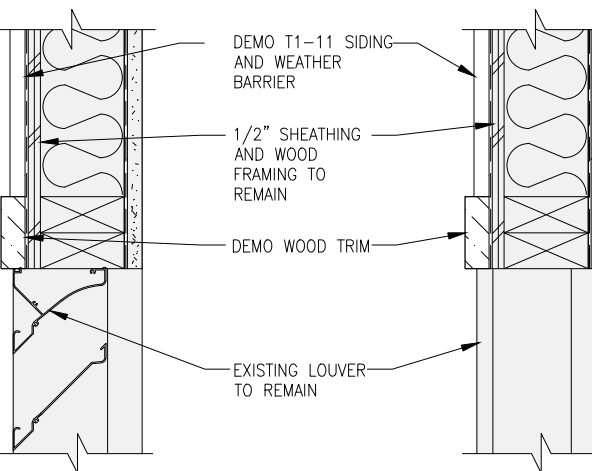 DEMO T1-11 SIDING
AND WEATHER
BARRIER
1/2" SHEATHING
AND WOOD
FRAMING TO
REMAIN
DEMO WOOD TRIM
EXISTING LOUVER
TO REMAIN